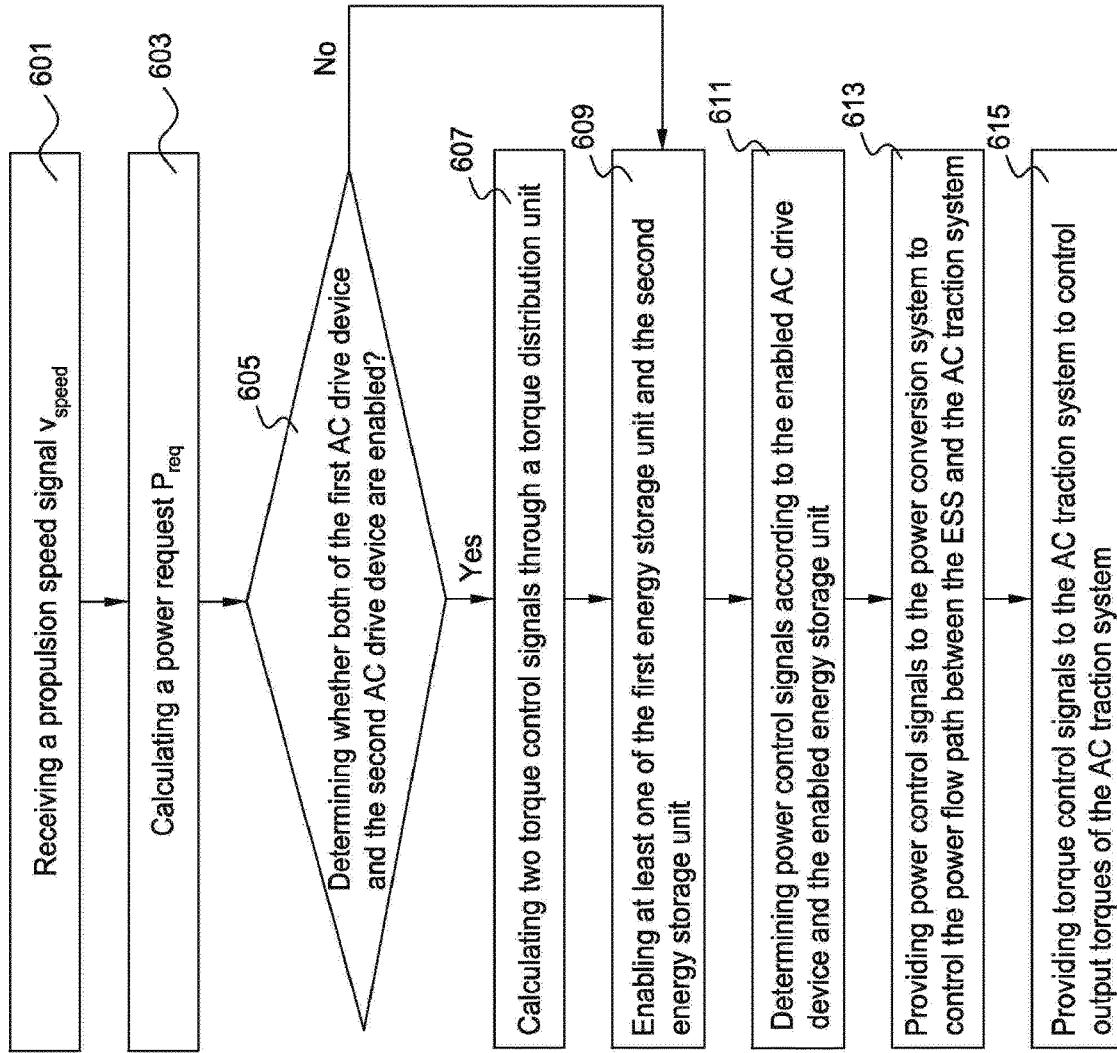 601
Receiving a propulsion speed signal vspeed
603
Calculating a power request Preq
605
Determining whether both of the first AC drive device
and the second AC drive device are enabled?
No
Yes
607
Calculating two torque control signals through a torque distribution unit
609
Enabling at least one of the first energy storage unit and the second
energy storage unit
611
Determining power control signals according to the enabled AC drive
device and the enabled energy storage unit
613
Providing power control signals to the power conversion system to
control the power flow path between the ESS and the AC traction system
615
Providing torque control signals to the AC traction system to control
output torques of the AC traction system